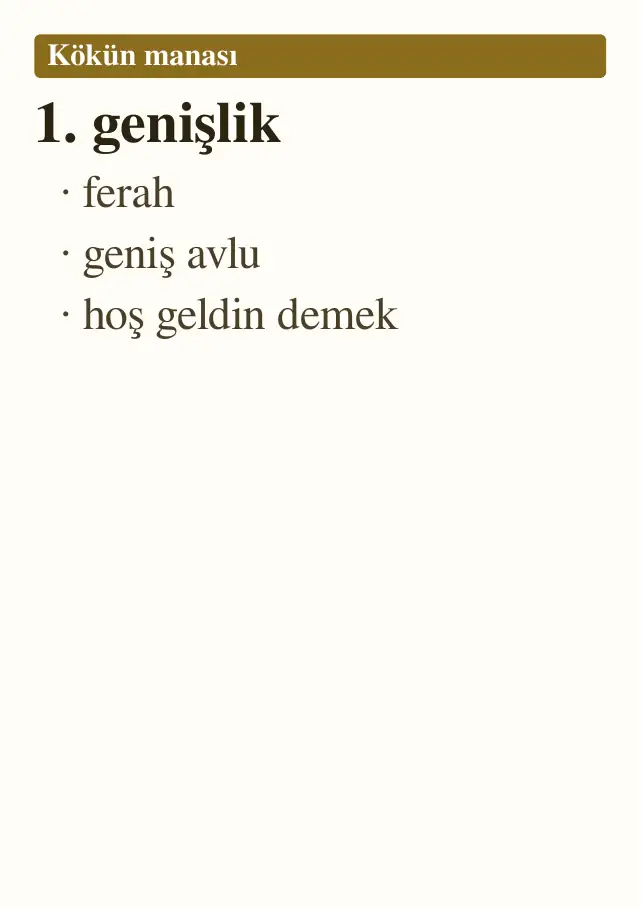 Kökün manası
1. genişlik
· ferah
· geniş avlu
· hoş geldin demek